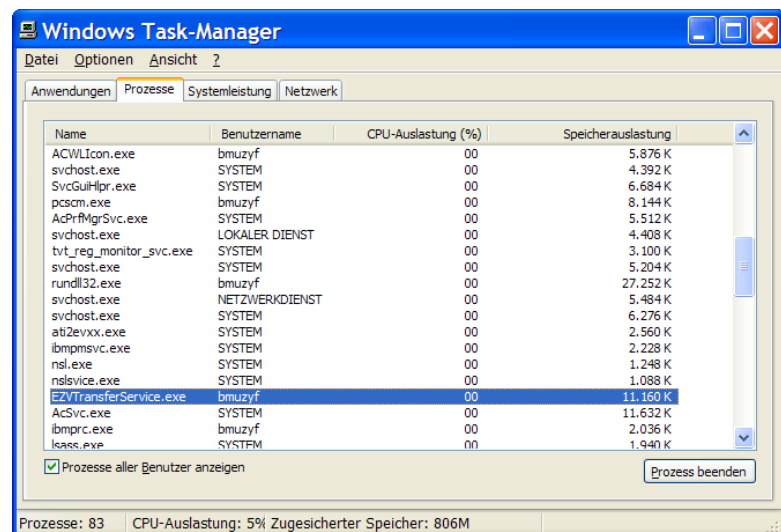 Windows Task-Manager
Datei Optionen Ansicht ?
Anwendungen Prozesse Systemleistung Netzwerk
Name Benutzername CPU-Auslastung (%) Speicherauslastung
ACWLIcon.exe bmuzyf 00 5.876 K
svchost.exe SYSTEM 00 4.392 K
SvcGuiHlpr.exe SYSTEM 00 6.684 K
pcscm.exe bmuzyf 00 8.144 K
AcPrfMgrSvc.exe SYSTEM 00 5.512 K
svchost.exe LOKALER DIENST 00 4.408 K
tvt_reg_monitor_svc.exe SYSTEM 00 3.100 K
svchost.exe SYSTEM 00 5.204 K
rundll32.exe bmuzyf 00 27.252 K
svchost.exe NETZWERKDIENST 00 5.484 K
svchost.exe SYSTEM 00 6.276 K
ati2evxx.exe SYSTEM 00 2.560 K
ibmpmsvc.exe SYSTEM 00 2.228 K
nsl.exe SYSTEM 00 1.248 K
nslsvice.exe SYSTEM 00 1.088 K
EZVTransferService.exe bmuzyf 00 11.160 K
AcSvc.exe SYSTEM 00 11.632 K
ibmprc.exe bmuzyf 00 2.036 K
lsass.exe SYSTEM 00 1.940 K
Prozesse aller Benutzer anzeigen Prozess beenden
Prozesse: 83 CPU-Auslastung: 5% Zugesicherter Speicher: 806M